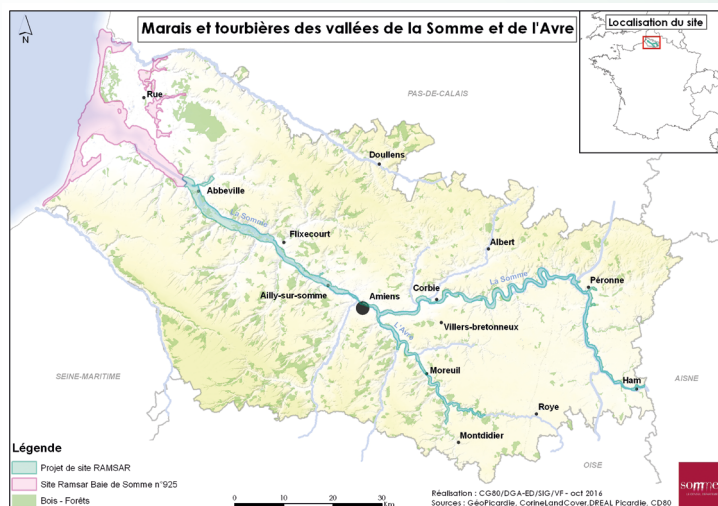 Marais et tourbières des vallées de la Somme et de l'Avre
Localisation du site
N
PAS-DE-CALAIS
Rue
Doullens
Abbeville
La Somme
Flixecourt
Albert
La Somme
Ailly-sur-somme
Amiens
Corbie
Péronne
Villers-bretonneux
L'Avre
Moreuil
SEINE-MARITIME
AISNE
Ham
Roye
Montdidier
OISE
Légende
Projet de site RAMSAR
Site Ramsar Baie de Somme n°925
Bois - Forêts
0 10 20 30
Km
Réalisation : CG80/DGA-ED/SIG/VF - oct 2016
Sources : GéoPicardie, CorineLandCover,DREAL Picardie, CD80
somme